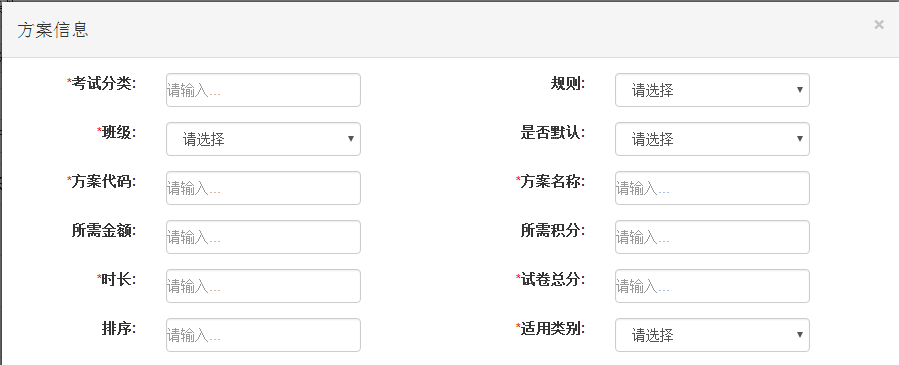 方案信息 ×
*考试分类: 请输入... 规则: 请选择
*班级: 请选择 是否默认: 请选择
*方案代码: 请输入... *方案名称: 请输入...
所需金额: 请输入... 所需积分: 请输入...
*时长: 请输入... *试卷总分: 请输入...
排序: 请输入... *适用类别: 请选择